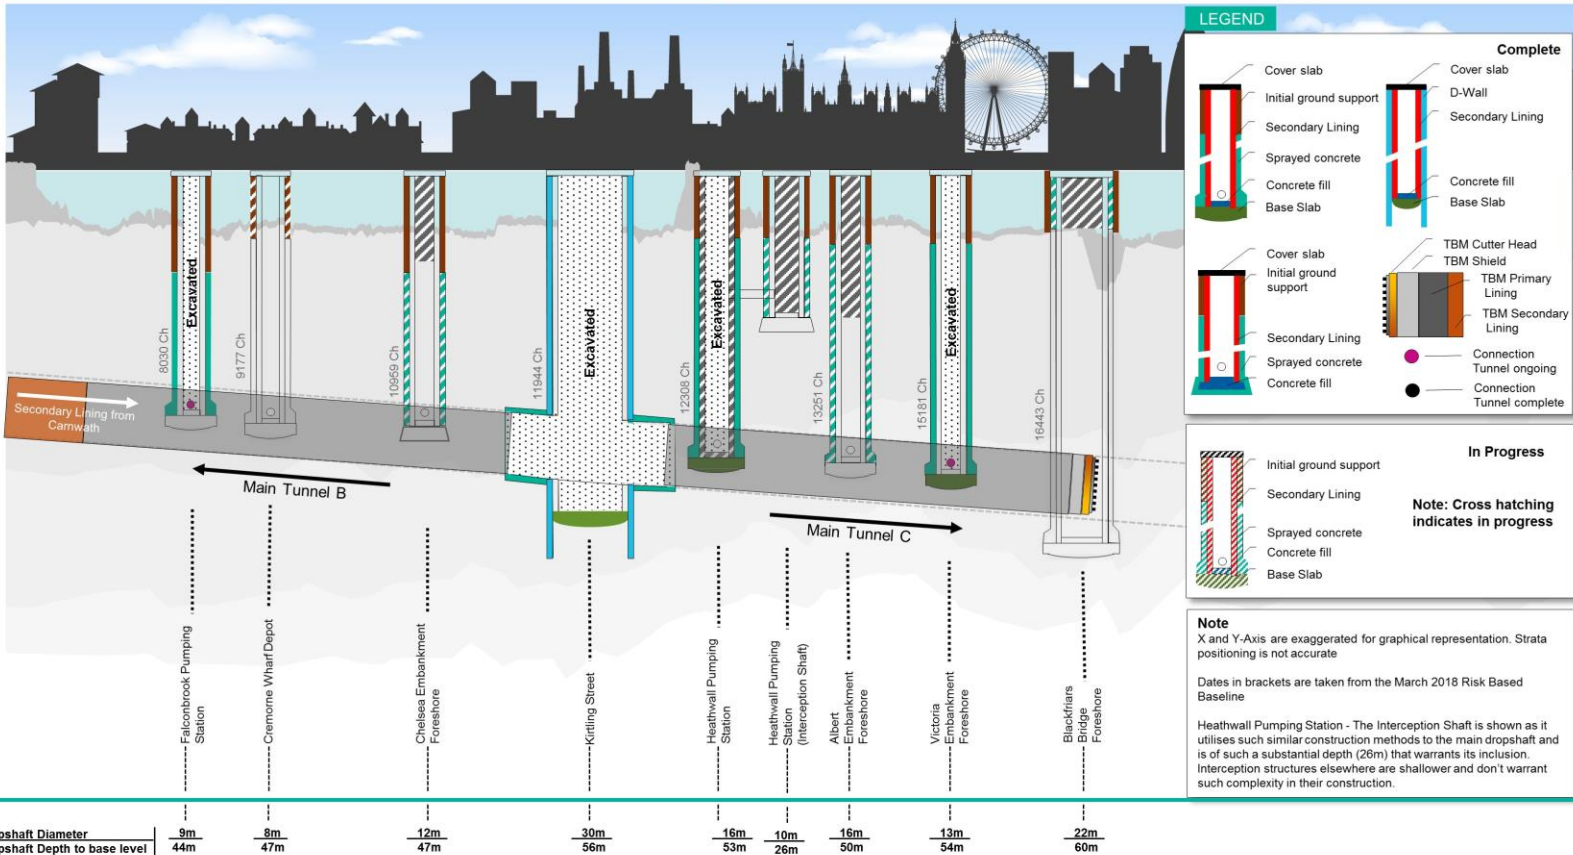 LEGEND
Complete
Cover slab
Initial ground support
Secondary Lining
Sprayed concrete
Concrete fill
Base Slab
Cover slab
D-Wall
Secondary Lining
Concrete fill
Base Slab
Cover slab
Initial ground
support
Secondary Lining
Sprayed concrete
Concrete fill
TBM Cutter Head
TBM Shield
TBM Primary
Lining
TBM Secondary
Lining
Connection
Tunnel ongoing
Connection
Tunnel complete
In Progress
Initial ground support
Secondary Lining
Sprayed concrete
Concrete fill
Base Slab
Note: Cross hatching
indicates in progress
Note
X and Y-Axis are exaggerated for graphical representation. Strata
positioning is not accurate
Dates in brackets are taken from the March 2018 Risk Based
Baseline
Heathwall Pumping Station - The Interception Shaft is shown as it
utilises such similar construction methods to the main dropshaft and
is of such a substantial depth (26m) that warrants its inclusion.
Interception structures elsewhere are shallower and don't warrant
such complexity in their construction.
Excavated
Excavated
Excavated
Excavated
8030 Ch
9177 Ch
10959 Ch
11944 Ch
12308 Ch
13251 Ch
15181 Ch
16443 Ch
Secondary Lining from
Carnwath
Main Tunnel B
Main Tunnel C
Falconbrook Pumping
Station
Cremorne Wharf Depot
Chelsea Embankment
Foreshore
Kirtling Street
Heathwall Pumping
Station
Heathwall Pumping
Station
(Interception Shaft)
Albert
Embankment
Foreshore
Victoria
Embankment
Foreshore
Blackfriars
Bridge
Foreshore
pshaft Diameter 9m 8m 12m 30m 16m 10m 16m 13m 22m
pshaft Depth to base level 44m 47m 47m 56m 53m 26m 50m 54m 60m